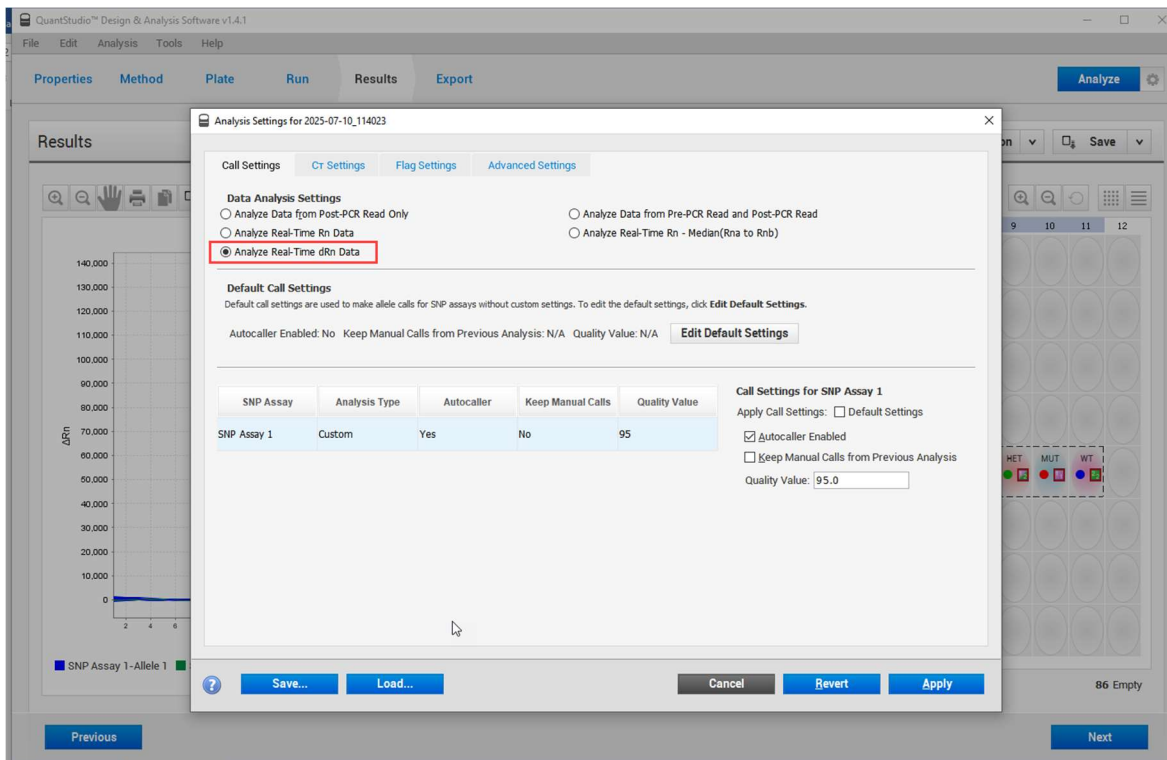 QuantStudio™ Design & Analysis Software v1.4.1
File Edit Analysis Tools Help
Properties Method Plate Run Results Export Analyze
Analysis Settings for 2025-07-10_114023
Results
on Save
Call Settings Cᴛ Settings Flag Settings Advanced Settings
Data Analysis Settings
Analyze Data from Post-PCR Read Only Analyze Data from Pre-PCR Read and Post-PCR Read
Analyze Real-Time Rn Data Analyze Real-Time Rn - Median(Rna to Rnb)
Analyze Real-Time dRn Data
9 10 11 12
Default Call Settings
Default call settings are used to make allele calls for SNP assays without custom settings. To edit the default settings, click Edit Default Settings.
Autocaller Enabled: No Keep Manual Calls from Previous Analysis: N/A Quality Value: N/A Edit Default Settings
SNP Assay Analysis Type Autocaller Keep Manual Calls Quality Value
SNP Assay 1 Custom Yes No 95
Call Settings for SNP Assay 1
Apply Call Settings: Default Settings
Autocaller Enabled
Keep Manual Calls from Previous Analysis
Quality Value: 95.0
HET MUT WT
140,000
130,000
120,000
110,000
100,000
90,000
80,000
70,000
60,000
50,000
40,000
30,000
20,000
10,000
0
ΔRn
2 4 6
SNP Assay 1-Allele 1
Save... Load... Cancel Revert Apply
86 Empty
Previous Next